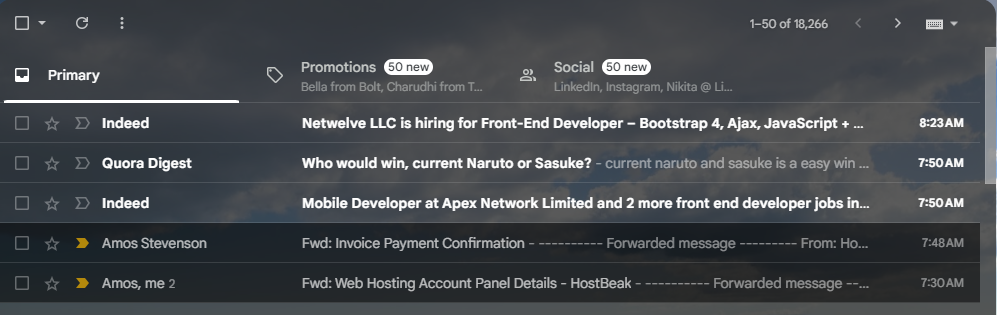 1–50 of 18,266
Primary
Promotions 50 new
Bella from Bolt, Charudhi from T...
Social 50 new
LinkedIn, Instagram, Nikita @ Li...
Indeed Netwelve LLC is hiring for Front-End Developer – Bootstrap 4, Ajax, JavaScript + ... 8:23 AM
Quora Digest Who would win, current Naruto or Sasuke? - current naruto and sasuke is a easy win ... 7:50 AM
Indeed Mobile Developer at Apex Network Limited and 2 more front end developer jobs in... 7:50 AM
Amos Stevenson Fwd: Invoice Payment Confirmation - ---------- Forwarded message --------- From: Ho... 7:48 AM
Amos, me 2 Fwd: Web Hosting Account Panel Details - HostBeak - ---------- Forwarded message --... 7:30 AM